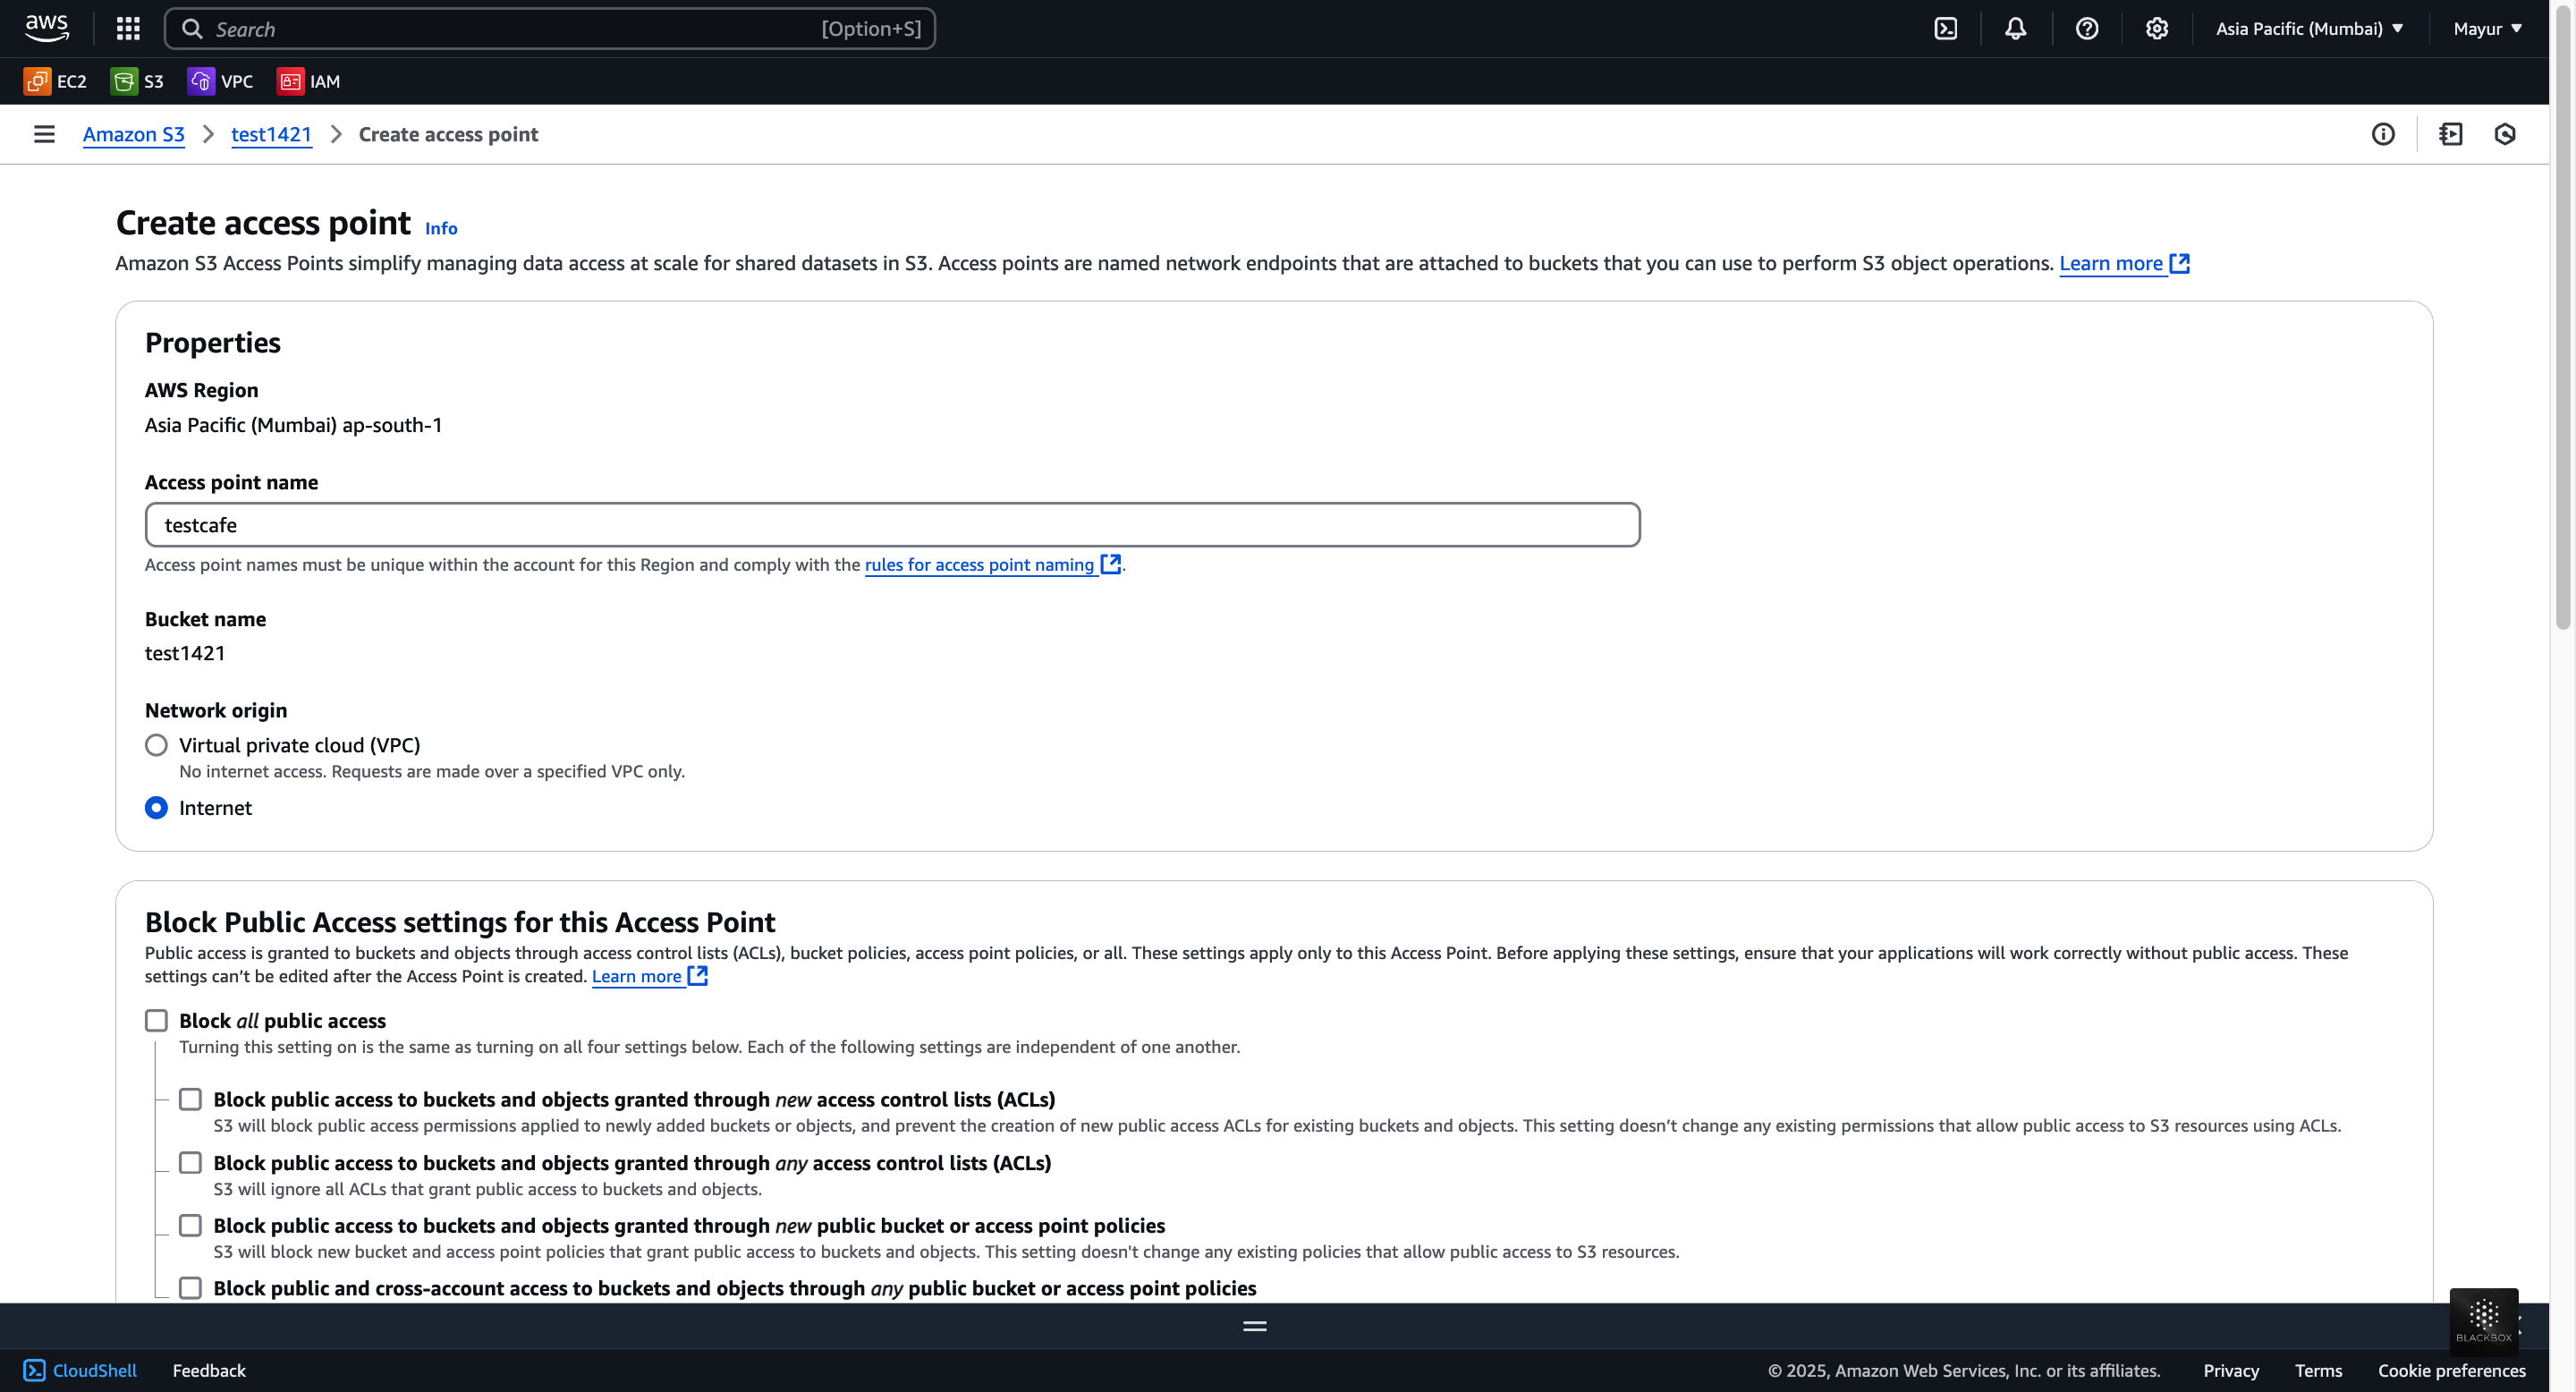 aws
Search
[Option+S]
Asia Pacific (Mumbai)
Mayur
EC2
S3
VPC
IAM
Amazon S3
test1421
Create access point
Create access point
Info
Amazon S3 Access Points simplify managing data access at scale for shared datasets in S3. Access points are named network endpoints that are attached to buckets that you can use to perform S3 object operations. Learn more
Properties
AWS Region
Asia Pacific (Mumbai) ap-south-1
Access point name
testcafe
Access point names must be unique within the account for this Region and comply with the rules for access point naming.
Bucket name
test1421
Network origin
Virtual private cloud (VPC)
No internet access. Requests are made over a specified VPC only.
Internet
Block Public Access settings for this Access Point
Public access is granted to buckets and objects through access control lists (ACLs), bucket policies, access point policies, or all. These settings apply only to this Access Point. Before applying these settings, ensure that your applications will work correctly without public access. These
settings can’t be edited after the Access Point is created. Learn more
Block all public access
Turning this setting on is the same as turning on all four settings below. Each of the following settings are independent of one another.
Block public access to buckets and objects granted through new access control lists (ACLs)
S3 will block public access permissions applied to newly added buckets or objects, and prevent the creation of new public access ACLs for existing buckets and objects. This setting doesn’t change any existing permissions that allow public access to S3 resources using ACLs.
Block public access to buckets and objects granted through any access control lists (ACLs)
S3 will ignore all ACLs that grant public access to buckets and objects.
Block public access to buckets and objects granted through new public bucket or access point policies
S3 will block new bucket and access point policies that grant public access to buckets and objects. This setting doesn't change any existing policies that allow public access to S3 resources.
Block public and cross-account access to buckets and objects through any public bucket or access point policies
BLACKBOX
CloudShell
Feedback
© 2025, Amazon Web Services, Inc. or its affiliates.
Privacy
Terms
Cookie preferences